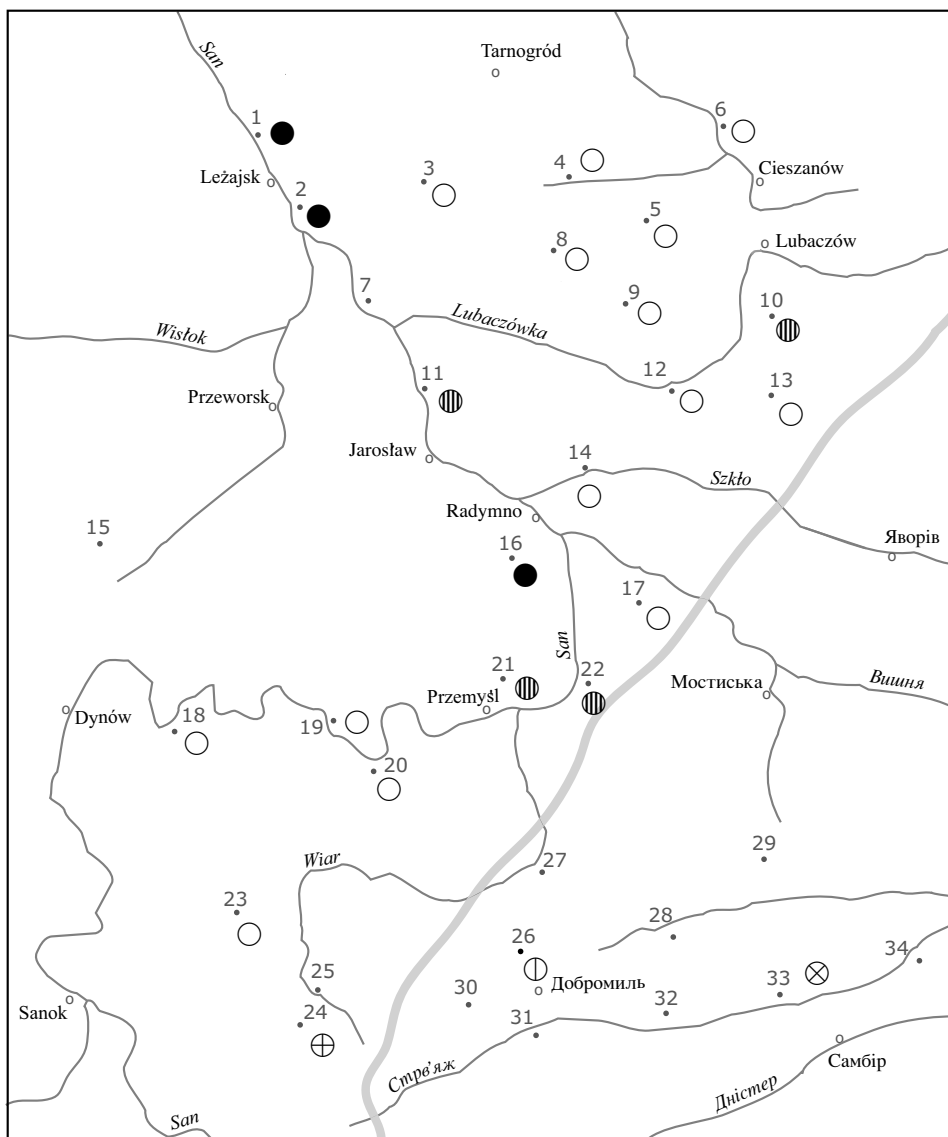 San
Tarnogród
1
6
3
4
Leżajsk
Cieszanów
2
5
8
Lubaczów
7
9
10
Wisłok
Lubaczówka
11
12
13
Przeworsk
Jarosław
14
Szkło
Radymno
15
16
Яворів
17
San
21
22
Мостиська
Вишня
Przemyśl
Dynów
18
19
20
Wiar
27
29
23
28
26
34
25
33
30
Добромиль
Sanok
24
31
32
Самбір
Стрв'яж
Дністер
San